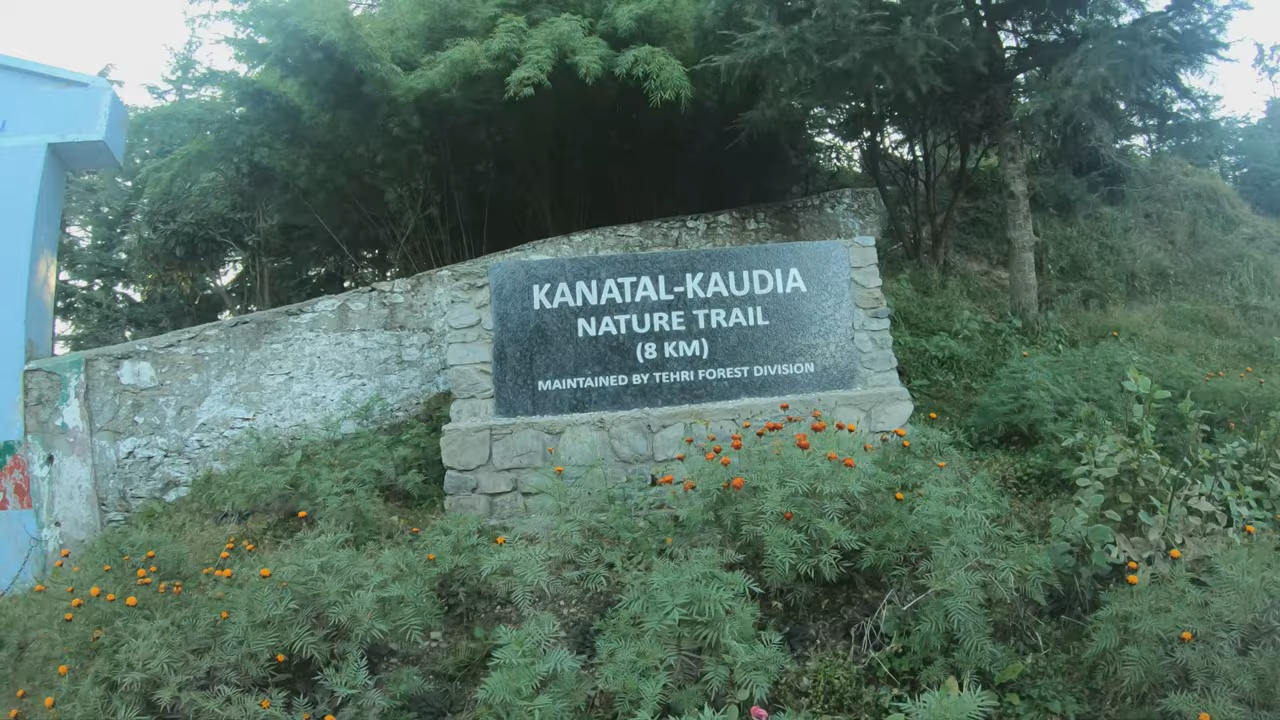 KANATAL-KAUDIA
NATURE TRAIL
(8 KM)
MAINTAINED BY TEHRI FOREST DIVISION